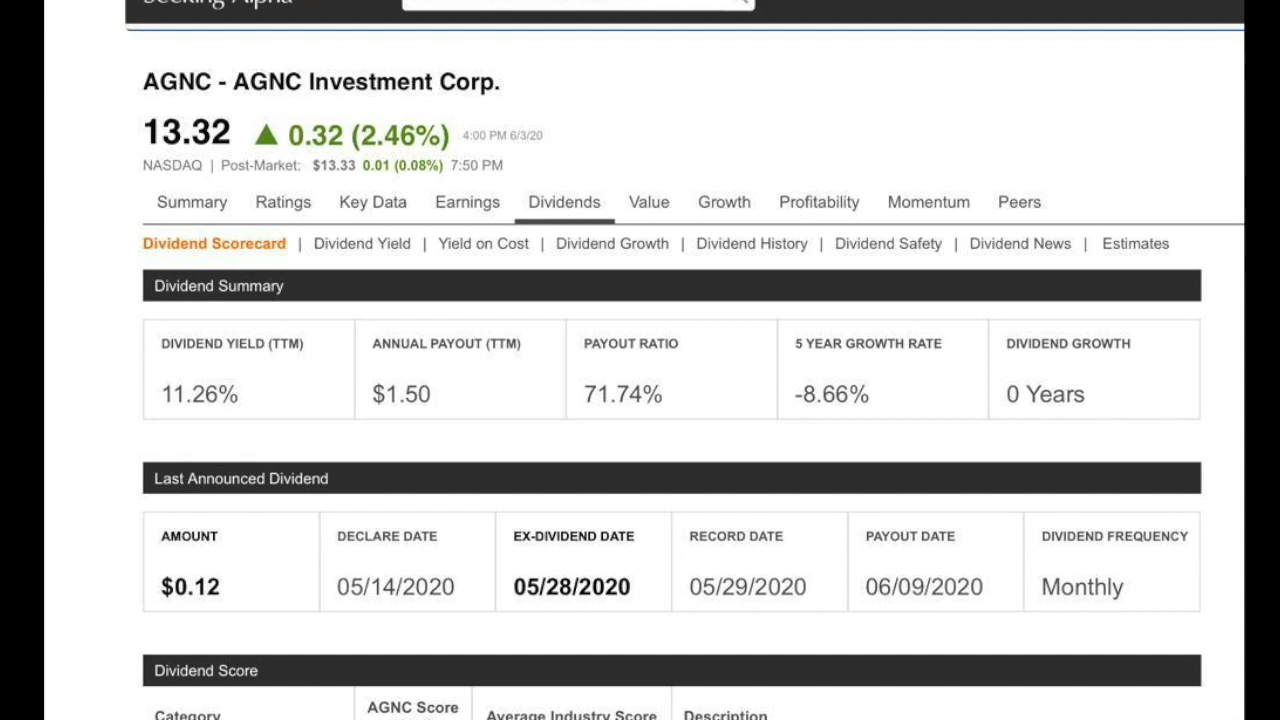 Seeking Alpha
AGNC - AGNC Investment Corp.
13.32 ▲ 0.32 (2.46%) 4:00 PM 6/3/20
NASDAQ | Post-Market: $13.33 0.01 (0.08%) 7:50 PM
Summary Ratings Key Data Earnings Dividends Value Growth Profitability Momentum Peers
Dividend Scorecard | Dividend Yield | Yield on Cost | Dividend Growth | Dividend History | Dividend Safety | Dividend News | Estimates
Dividend Summary
DIVIDEND YIELD (TTM) ANNUAL PAYOUT (TTM) PAYOUT RATIO 5 YEAR GROWTH RATE DIVIDEND GROWTH
11.26% $1.50 71.74% -8.66% 0 Years
Last Announced Dividend
AMOUNT DECLARE DATE EX-DIVIDEND DATE RECORD DATE PAYOUT DATE DIVIDEND FREQUENCY
$0.12 05/14/2020 05/28/2020 05/29/2020 06/09/2020 Monthly
Dividend Score
Category AGNC Score Average Industry Score Description